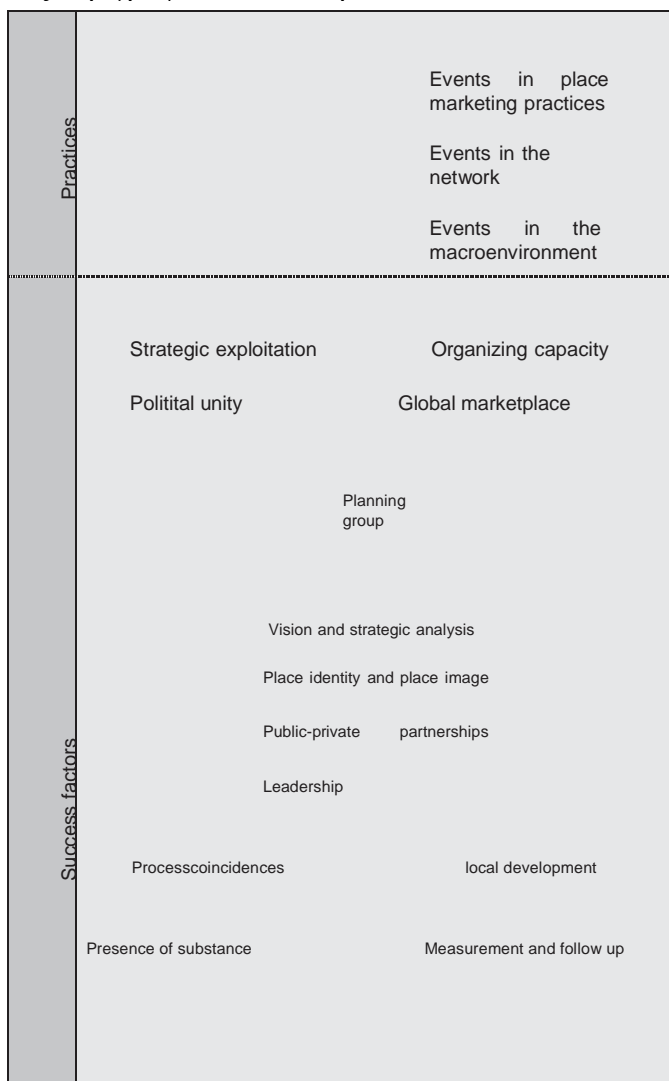 Practices
Events in place
marketing practices
Events in the
network
Events in the
macroenvironment
Success factors
Strategic exploitation
Organizing capacity
Politital unity
Global marketplace
Planning
group
Vision and strategic analysis
Place identity and place image
Public-private partnerships
Leadership
Processcoincidences
local development
Presence of substance
Measurement and follow up